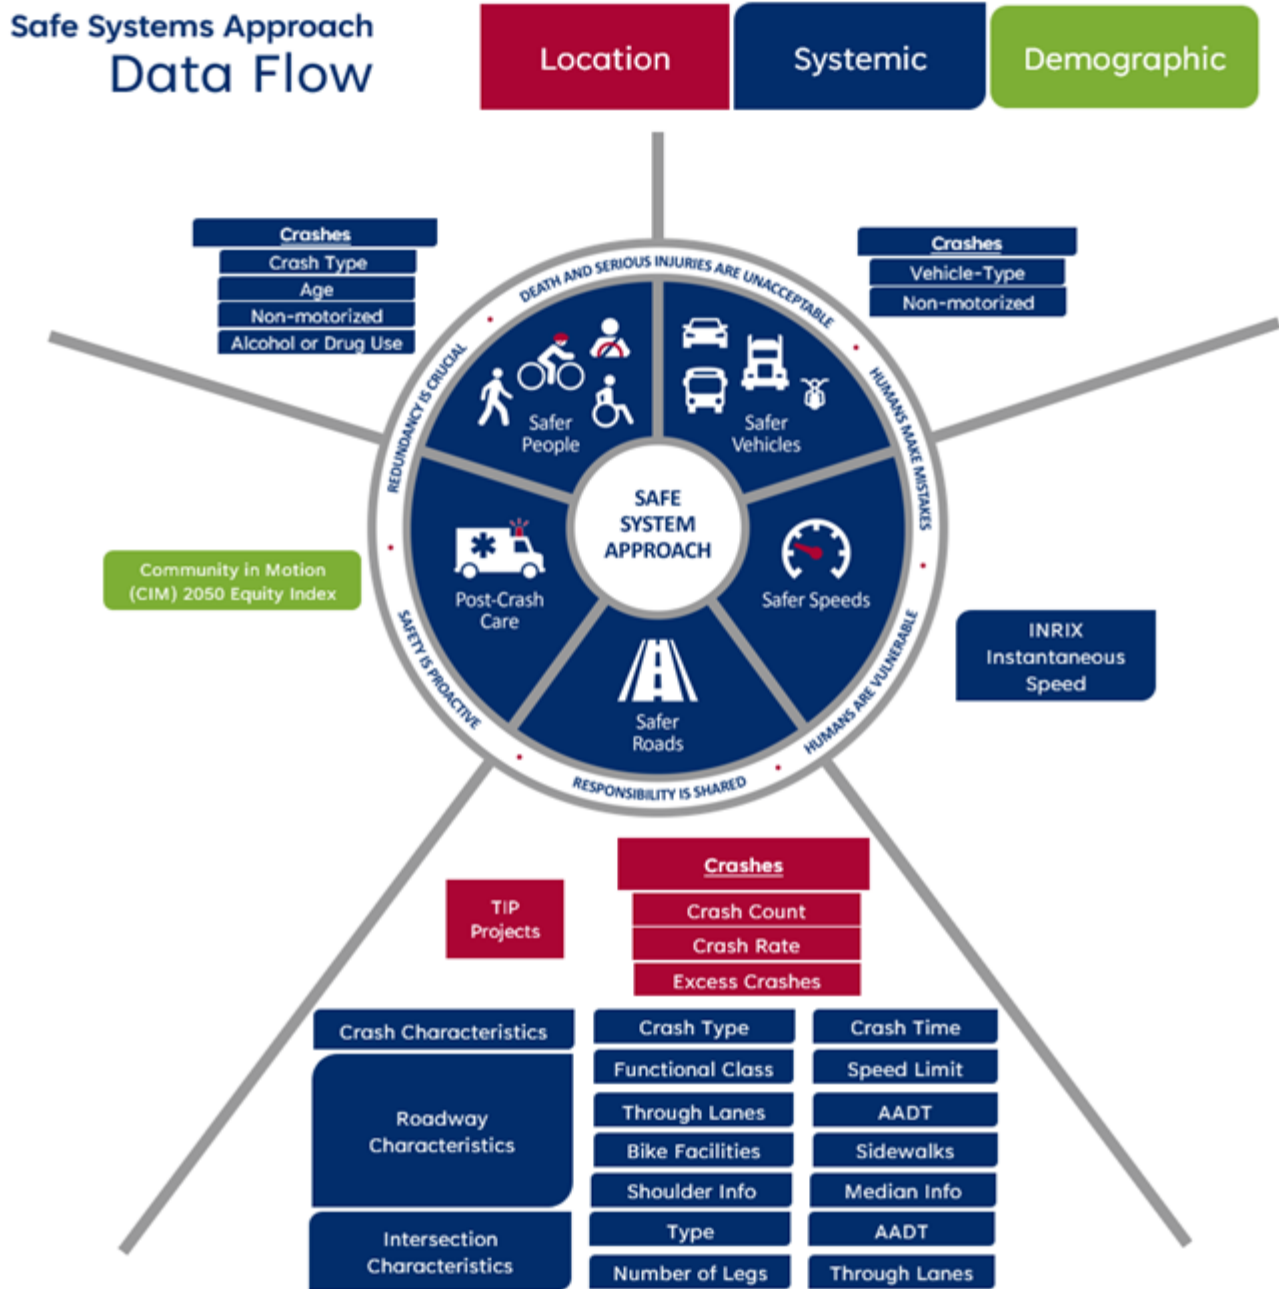 Safe Systems Approach
Data Flow
Location
Systemic
Demographic
Crashes
Crash Type
Age
Non-motorized
Alcohol or Drug Use
Crashes
Vehicle-Type
Non-motorized
DEATH AND SERIOUS INJURIES ARE UNACCEPTABLE
HUMANS MAKE MISTAKES
HUMANS ARE VULNERABLE
RESPONSIBILITY IS SHARED
SAFETY IS PROACTIVE
REDUNDANCY IS CRUCIAL
Safer
People
Safer
Vehicles
SAFE
SYSTEM
APPROACH
Post-Crash
Care
Safer Speeds
Safer
Roads
Community in Motion
(CIM) 2050 Equity Index
INRIX
Instantaneous
Speed
TIP
Projects
Crashes
Crash Count
Crash Rate
Excess Crashes
Crash Characteristics
Crash Type
Crash Time
Roadway
Characteristics
Functional Class
Speed Limit
Through Lanes
AADT
Bike Facilities
Sidewalks
Shoulder Info
Median Info
Intersection
Characteristics
Type
AADT
Number of Legs
Through Lanes